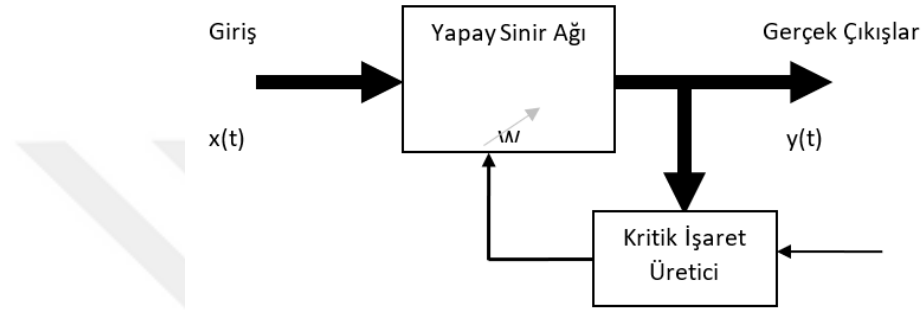 Giriş
Yapay Sinir Ağı
Gerçek Çıkışlar
x(t)
W
y(t)
Kritik İşaret
Üretici